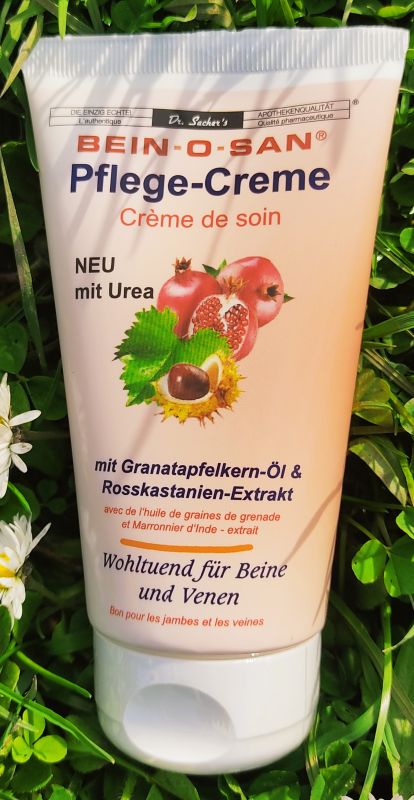 DIE EINZIG ECHTE! Dr. Sacher's APOTHEKENQUALITÄT ®
L'authentique Qualité pharmaceutique
BEIN-O-SAN®
Pflege-Creme
Crème de soin
NEU
mit Urea
mit Granatapfelkern-Öl &
Rosskastanien-Extrakt
avec de l'huile de graines de grenade
et Marronnier d'Inde - extrait
Wohltuend für Beine
und Venen
Bon pour les jambes et les veines